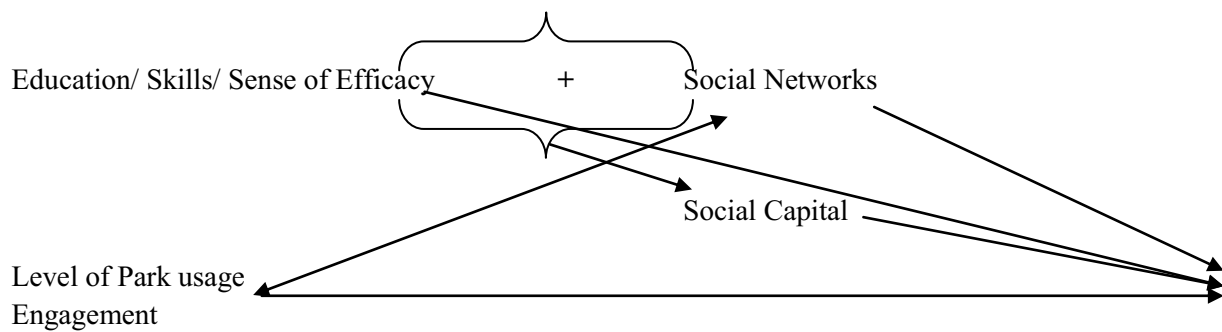 Education/ Skills/ Sense of Efficacy + Social Networks
Social Capital
Level of Park usage
Engagement